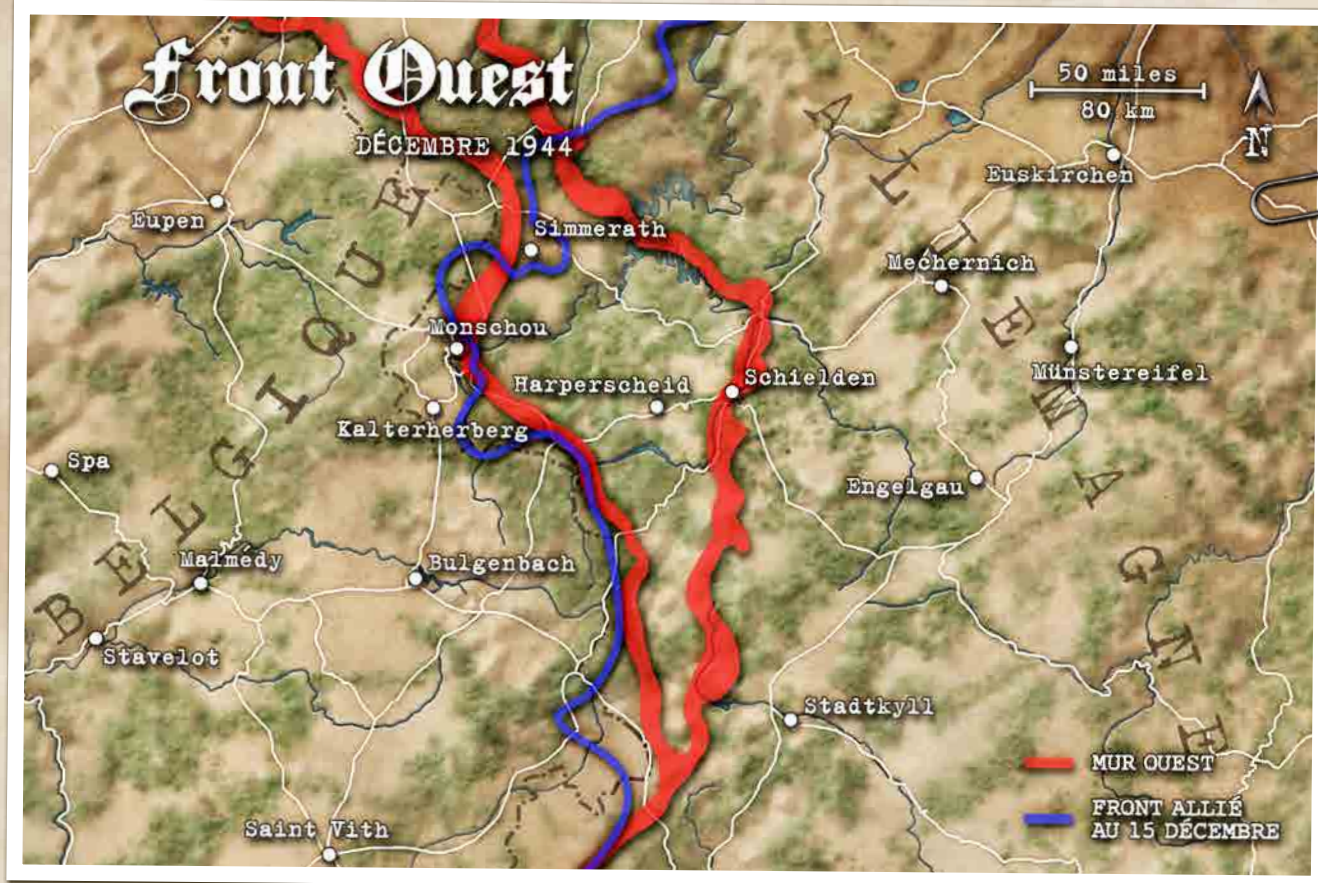 Front Ouest
DÉCEMBRE 1944
50 miles
80 km
N
BELGIQUE
ALLEMAGNE
Eupen
Simmerath
Euskirchen
Mechernich
Monschou
Harperscheid
Schielden
Münstereifel
Kalterherberg
Spa
Engelgau
Malmédy
Bulgenbach
Stavelot
Stadtkyll
Saint Vith
MUR OUEST
FRONT ALLIÉ
AU 15 DÉCEMBRE